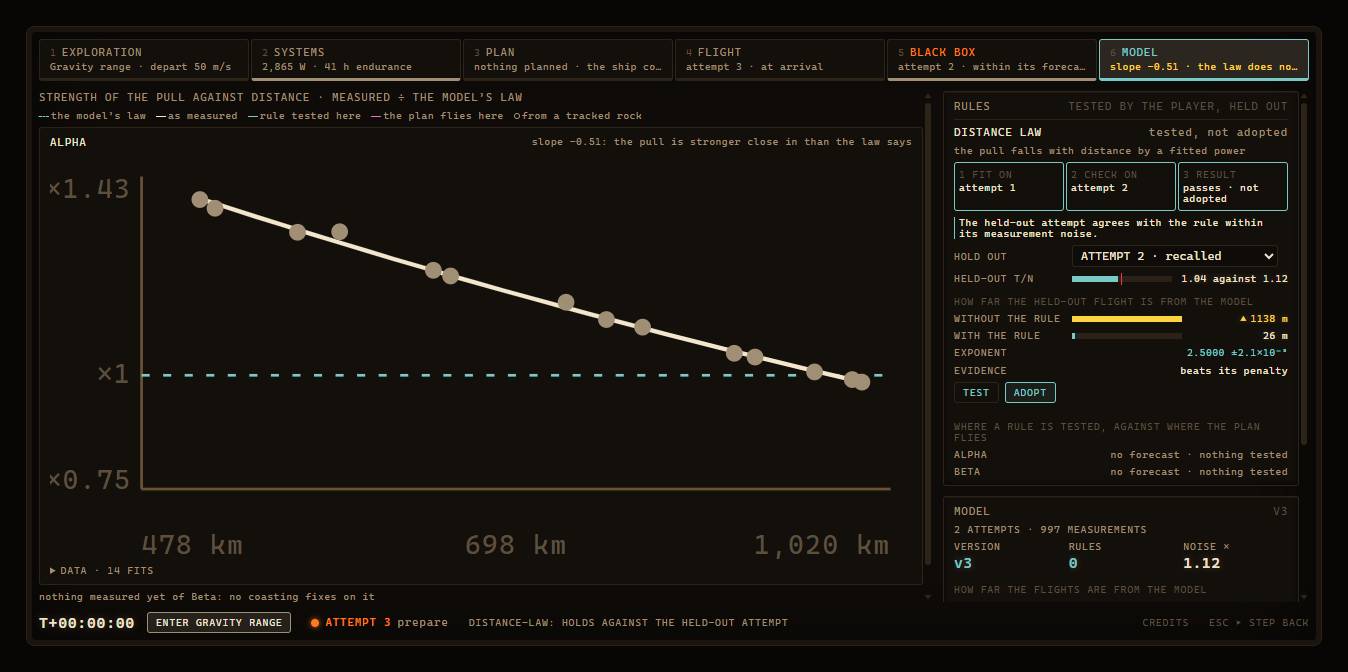 1 EXPLORATION
Gravity range · depart 50 m/s
2 SYSTEMS
2,865 W · 41 h endurance
3 PLAN
nothing planned · the ship co…
4 FLIGHT
attempt 3 · at arrival
5 BLACK BOX
attempt 2 · within its foreca…
6 MODEL
slope −0.51 · the law does no…
STRENGTH OF THE PULL AGAINST DISTANCE · MEASURED ÷ THE MODEL'S LAW
the model's law as measured rule tested here the plan flies here from a tracked rock
ALPHA
slope −0.51: the pull is stronger close in than the law says
×1.43
×1
×0.75
478 km 698 km 1,020 km
DATA · 14 FITS
nothing measured yet of Beta: no coasting fixes on it
RULES TESTED BY THE PLAYER, HELD OUT
DISTANCE LAW tested, not adopted
the pull falls with distance by a fitted power
1 FIT ON
attempt 1
2 CHECK ON
attempt 2
3 RESULT
passes · not
adopted
The held-out attempt agrees with the rule within
its measurement noise.
HOLD OUT ATTEMPT 2 · recalled
HELD-OUT T/N 1.04 against 1.12
HOW FAR THE HELD-OUT FLIGHT IS FROM THE MODEL
WITHOUT THE RULE ▲1138 m
WITH THE RULE 26 m
EXPONENT
EVIDENCE beats its penalty
TEST ADOPT
WHERE A RULE IS TESTED, AGAINST WHERE THE PLAN
FLIES
ALPHA no forecast · nothing tested
BETA no forecast · nothing tested
MODEL V3
2 ATTEMPTS · 997 MEASUREMENTS
VERSION RULES NOISE ×
v3 0 1.12
HOW FAR THE FLIGHTS ARE FROM THE MODEL
T+00:00:00 ENTER GRAVITY RANGE ATTEMPT 3 prepare DISTANCE-LAW: HOLDS AGAINST THE HELD-OUT ATTEMPT CREDITS ESC ▸ STEP BACK